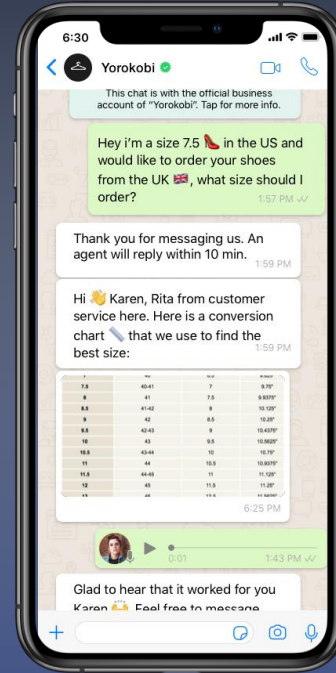 6:30
Yorokobi
This chat is with the official business
account of "Yorokobi". Tap for more info.
Hey i'm a size 7.5 👠 in the US and
would like to order your shoes
from the UK 🇬🇧, what size should I
order?
1:57 PM
Thank you for messaging us. An
agent will reply within 10 min.
1:59 PM
Hi 👋 Karen, Rita from customer
service here. Here is a conversion
chart 📏 that we use to find the
best size:
1:59 PM
7.5 40-41 7 9.75"
8 41 7.5 9.9375"
8.5 41-42 8 10.125"
9 42 8.5 10.25"
9.5 42-43 9 10.4375"
10 43 9.5 10.5625"
10.5 43-44 10 10.75"
11 44 10.5 10.9375"
11.5 44-45 11 11.125"
12 45 11.5 11.25"
6:25 PM
0:01
1:43 PM
Glad to hear that it worked for you
Karen 🙌 Feel free to message